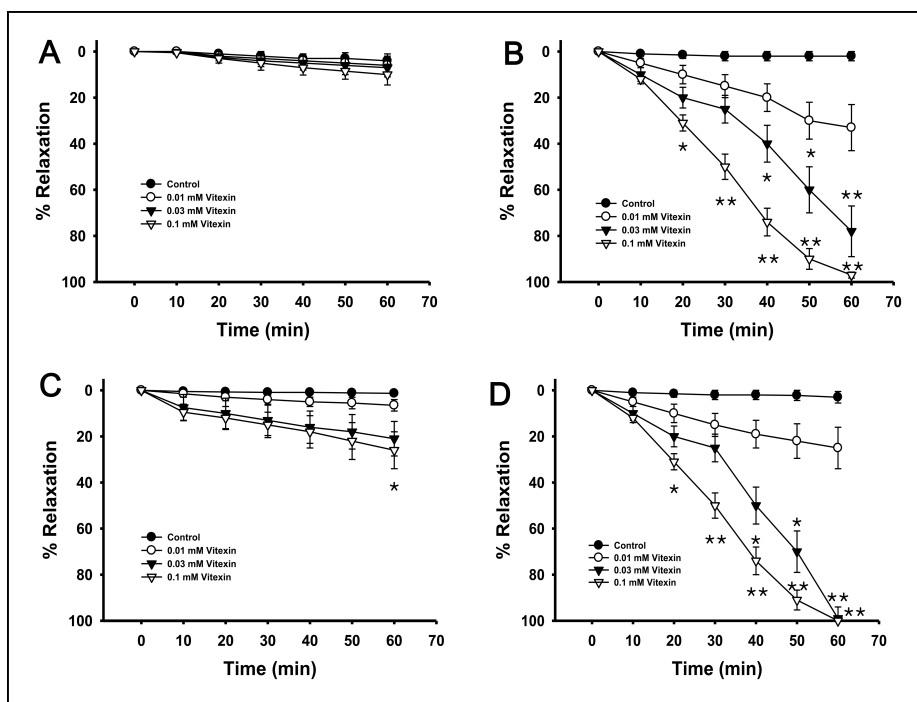 A
% Relaxation
0
20
40
60
80
100
Control
0.01 mM Vitexin
0.03 mM Vitexin
0.1 mM Vitexin
0 10 20 30 40 50 60 70
Time (min)
B
% Relaxation
0
20
40
60
80
100
* * *
** **
** ** **
Control
0.01 mM Vitexin
0.03 mM Vitexin
0.1 mM Vitexin
0 10 20 30 40 50 60 70
Time (min)
C
% Relaxation
0
20
40
60
80
100
*
Control
0.01 mM Vitexin
0.03 mM Vitexin
0.1 mM Vitexin
0 10 20 30 40 50 60 70
Time (min)
D
% Relaxation
0
20
40
60
80
100
* *
** *
** ** ** **
Control
0.01 mM Vitexin
0.03 mM Vitexin
0.1 mM Vitexin
0 10 20 30 40 50 60 70
Time (min)